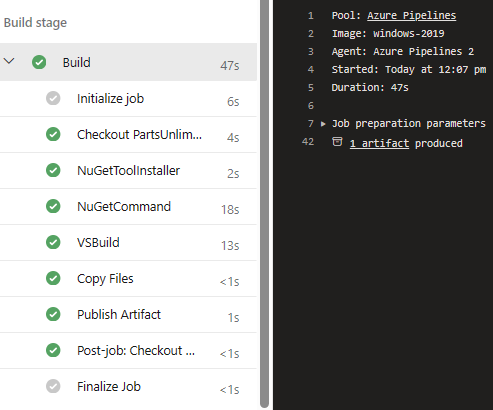 Build stage
Build 47s
Initialize job 6s
Checkout PartsUnlim... 4s
NuGetToolInstaller 2s
NuGetCommand 18s
VSBuild 13s
Copy Files <1s
Publish Artifact 1s
Post-job: Checkout ... <1s
Finalize Job <1s
1 Pool: Azure Pipelines
2 Image: windows-2019
3 Agent: Azure Pipelines 2
4 Started: Today at 12:07 pm
5 Duration: 47s
6
7 Job preparation parameters
42 1 artifact produced